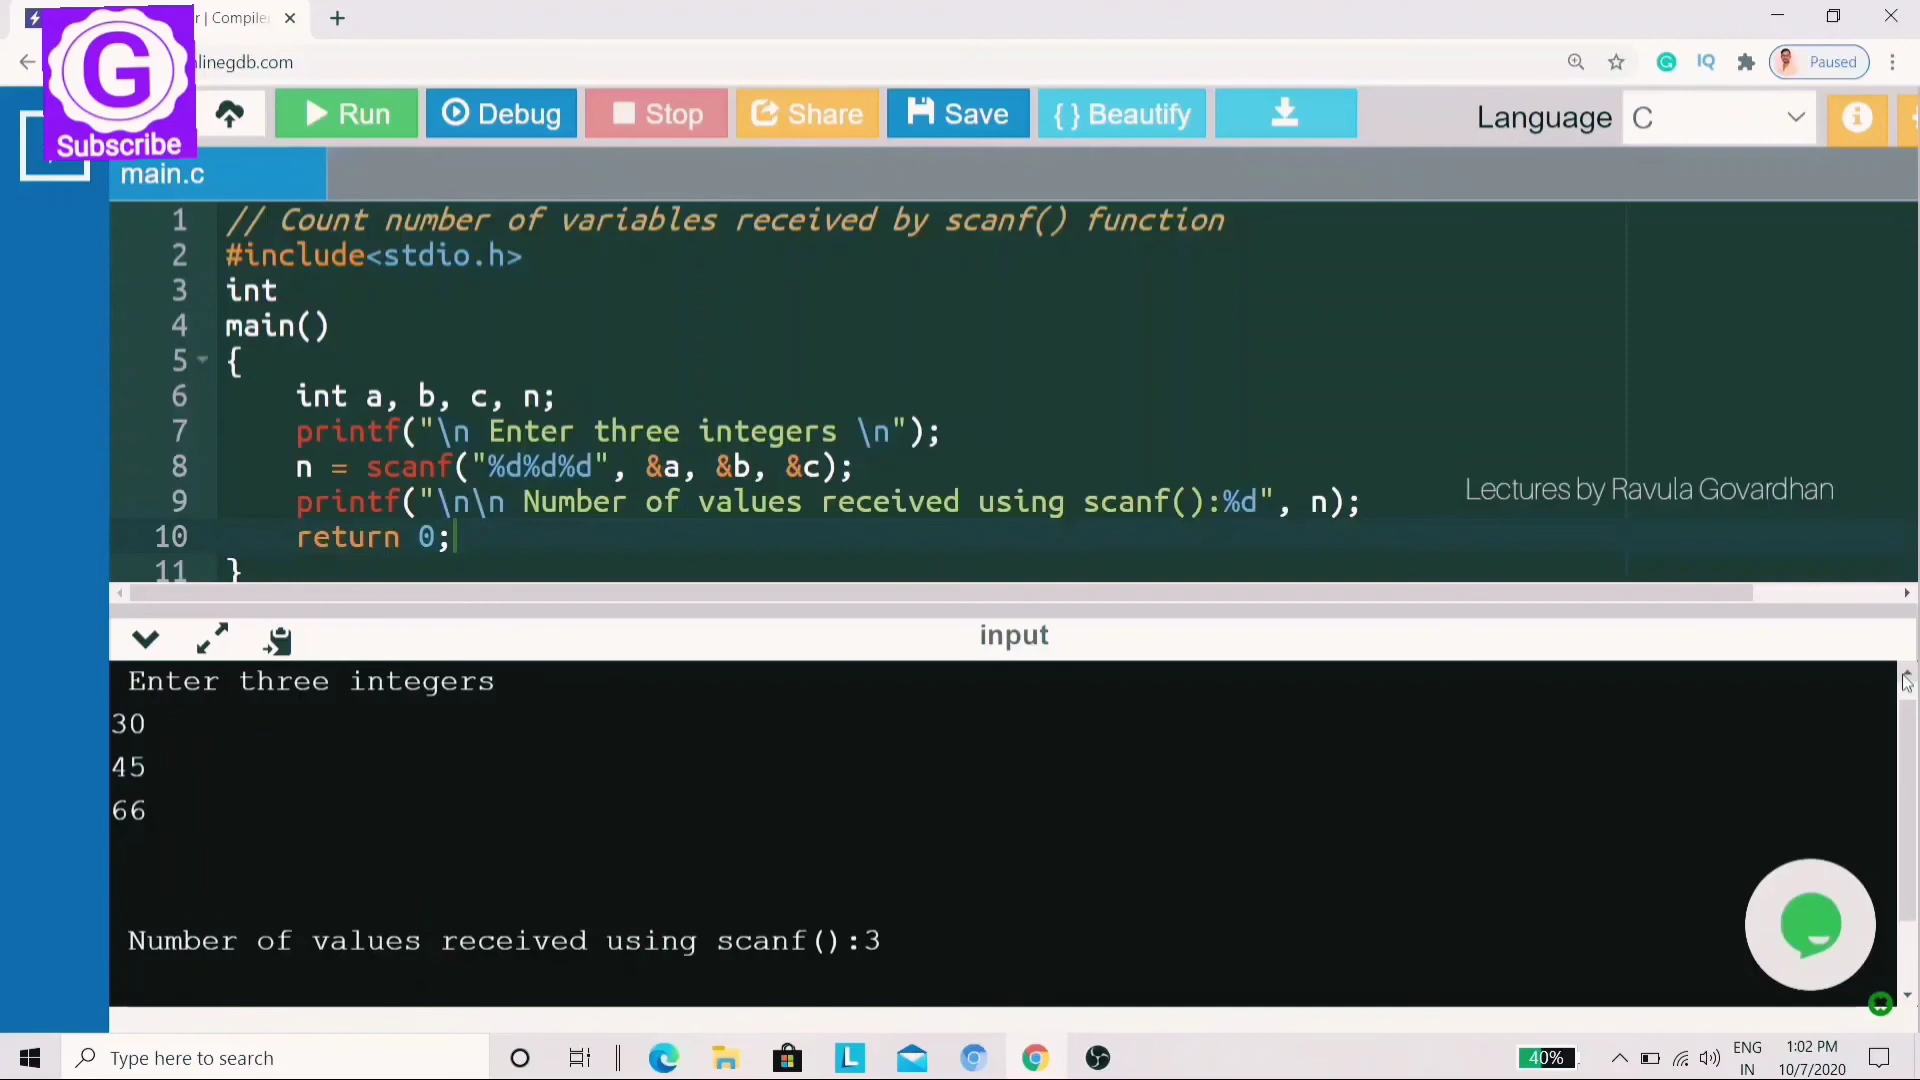 r | Compile
G
Subscribe
linegdb.com
IQ
Paused
Run
Debug
Stop
Share
Save
{ } Beautify
Language
C
main.c
1 // Count number of variables received by scanf() function
2 #include<stdio.h>
3 int
4 main()
5 {
6 int a, b, c, n;
7 printf("\n Enter three integers \n");
8 n = scanf("%d%d%d", &a, &b, &c);
9 printf("\n\n Number of values received using scanf():%d", n);
10 return 0;
11 }
Lectures by Ravula Govardhan
input
Enter three integers
30
45
66
Number of values received using scanf():3
Type here to search
L
40%
ENG
IN
1:02 PM
10/7/2020